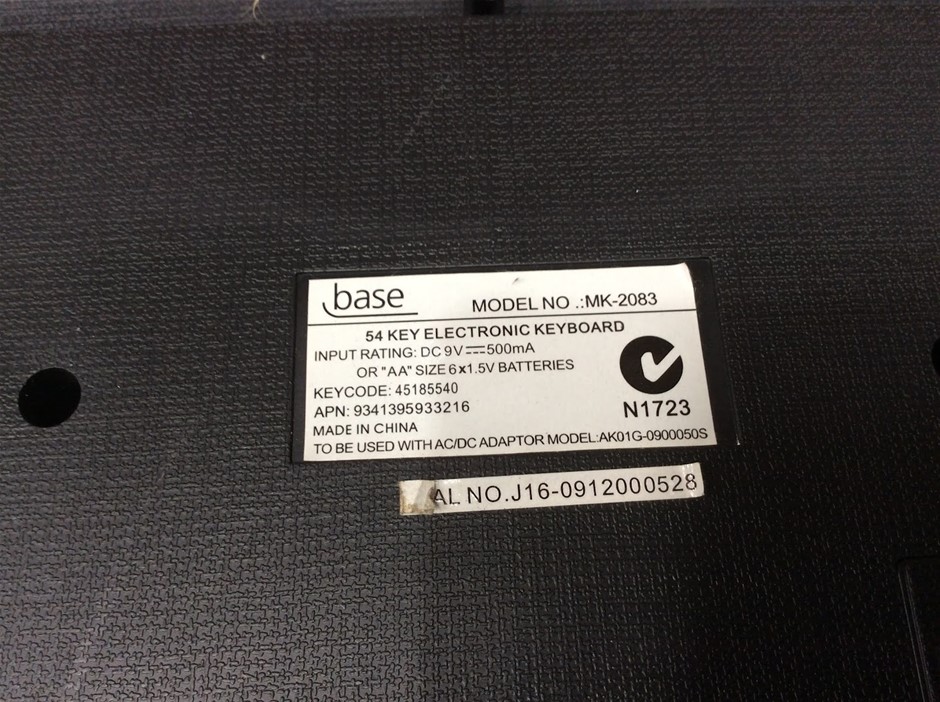 base
MODEL NO .:MK-2083
54 KEY ELECTRONIC KEYBOARD
INPUT RATING: DC 9V⎓500mA
OR "AA" SIZE 6x1.5V BATTERIES
KEYCODE: 45185540
APN: 9341395933216
MADE IN CHINA
N1723
TO BE USED WITH AC/DC ADAPTOR MODEL:AK01G-0900050S
AL NO.J16-0912000528